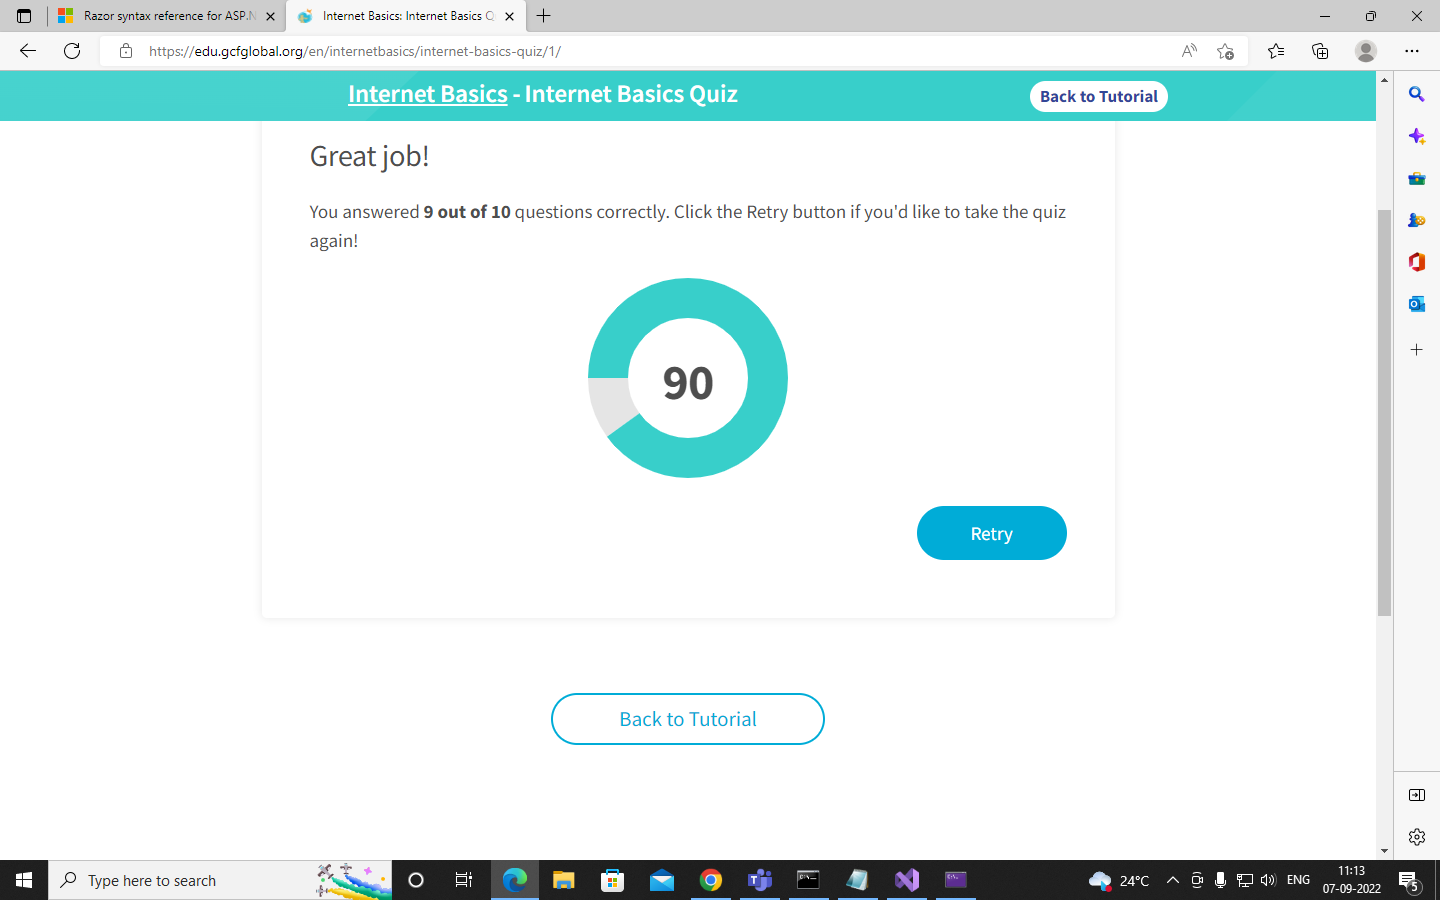 Razor syntax reference for ASP.N
Internet Basics: Internet Basics Q
https://edu.gcfglobal.org/en/internetbasics/internet-basics-quiz/1/
Internet Basics - Internet Basics Quiz
Back to Tutorial
Great job!
You answered 9 out of 10 questions correctly. Click the Retry button if you'd like to take the quiz
again!
90
Retry
Back to Tutorial
Type here to search
24°C
ENG
11:13
07-09-2022
5